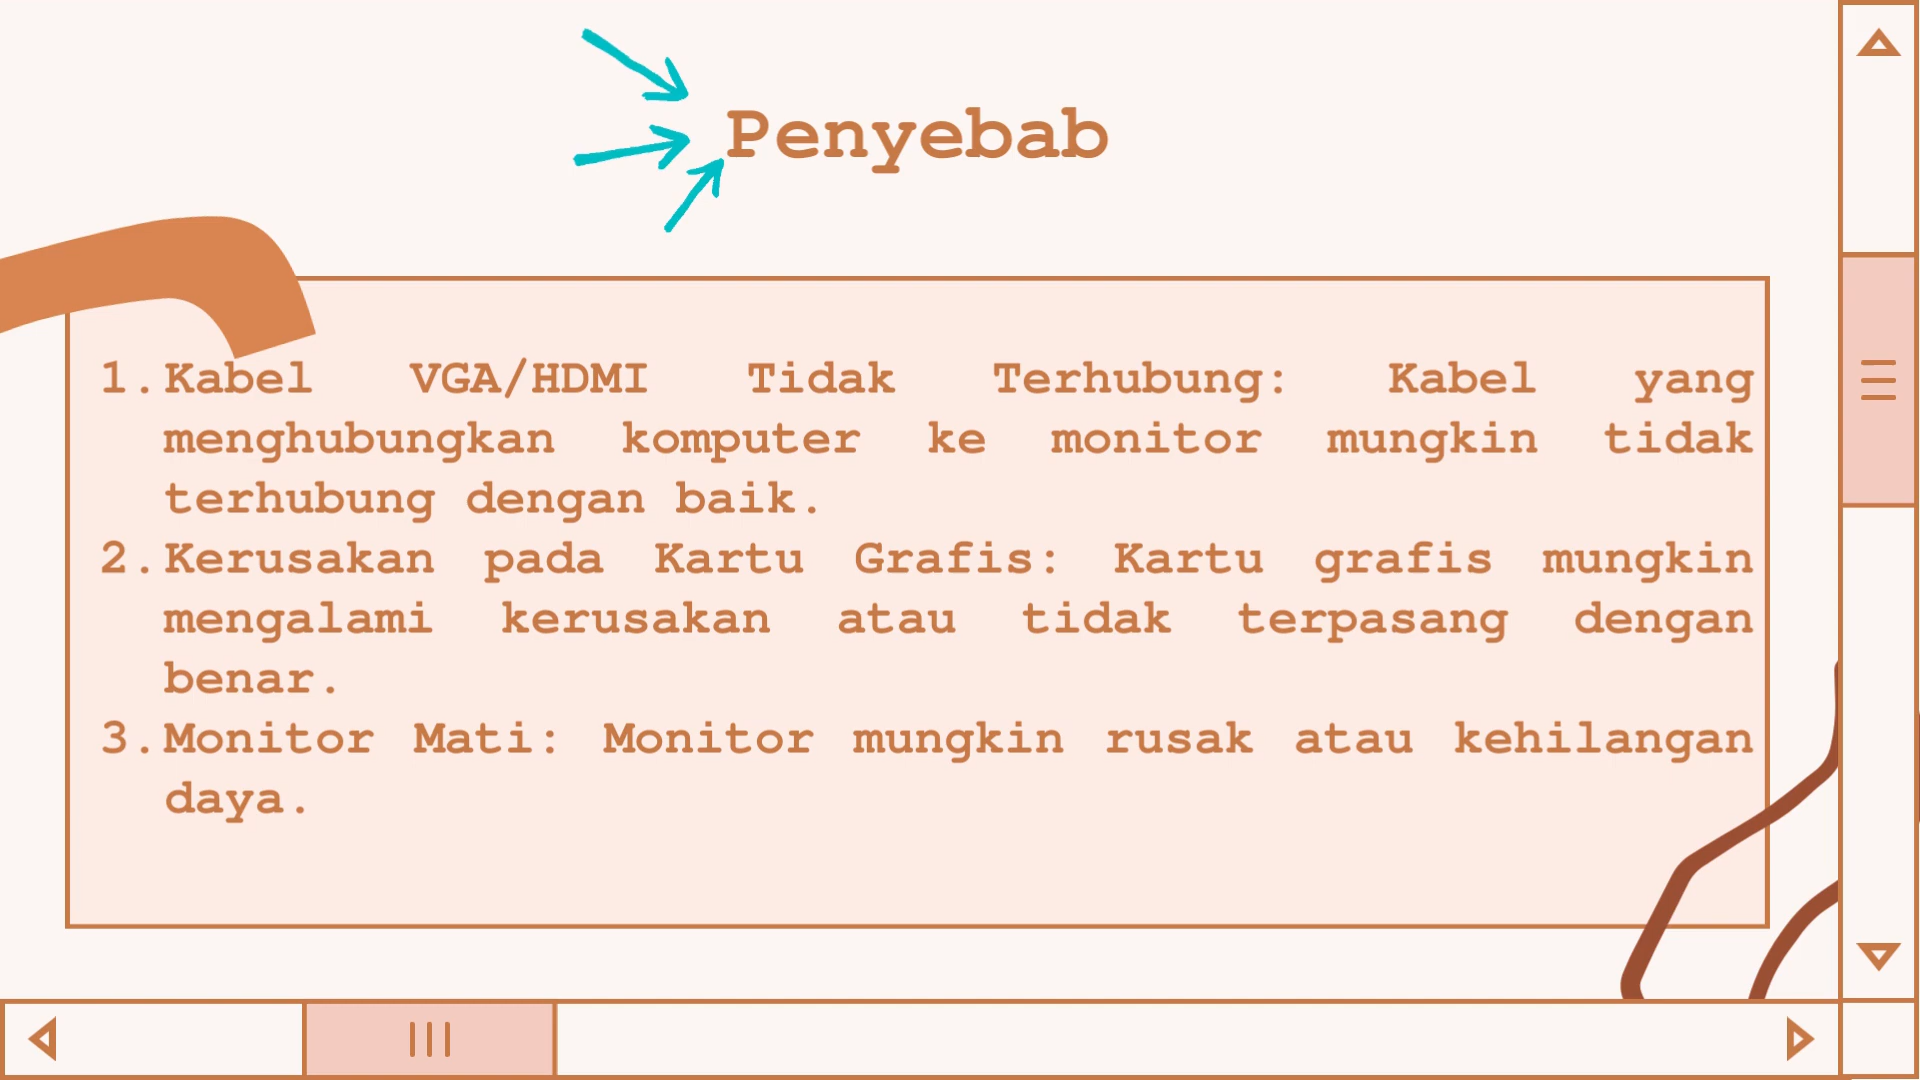 Penyebab
1. Kabel VGA/HDMI Tidak Terhubung: Kabel yang
menghubungkan komputer ke monitor mungkin tidak
terhubung dengan baik.
2. Kerusakan pada Kartu Grafis: Kartu grafis mungkin
mengalami kerusakan atau tidak terpasang dengan
benar.
3. Monitor Mati: Monitor mungkin rusak atau kehilangan
daya.